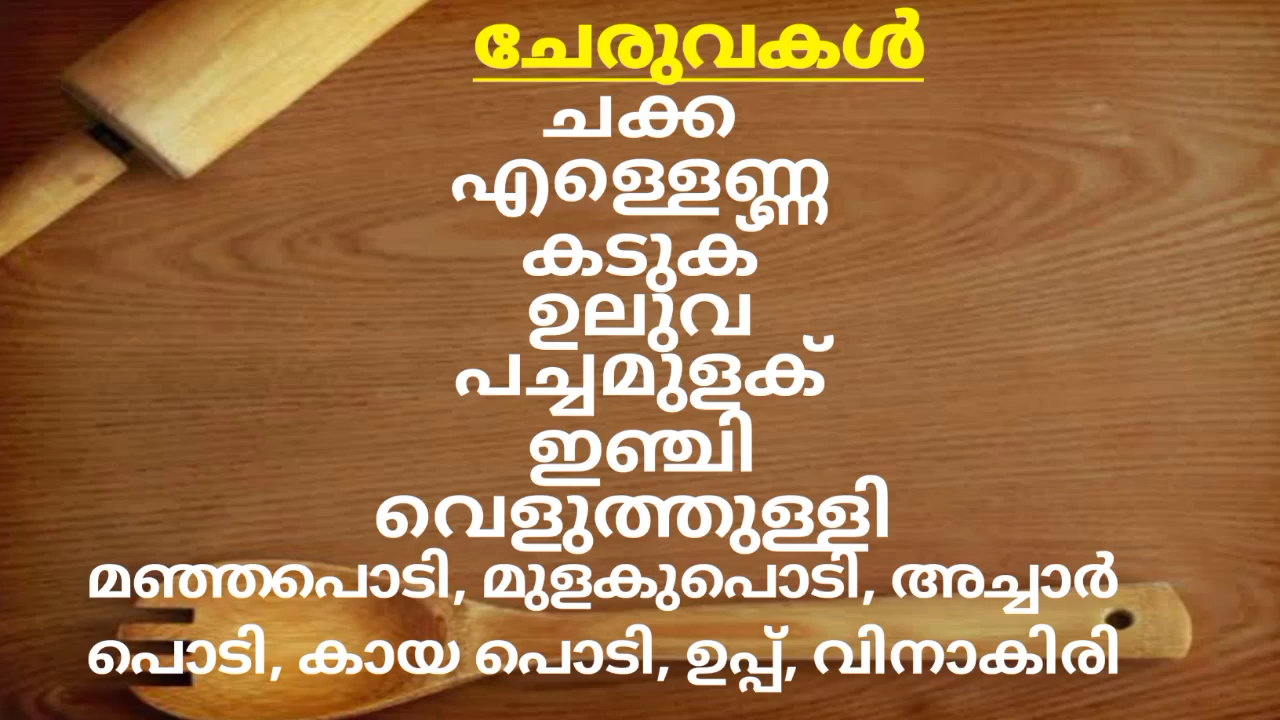 ചേരുവകൾ
ചക്ക
എള്ളെണ്ണ
കടുക്
ഉലുവ
പച്ചമുളക്
ഇഞ്ചി
വെളുത്തുള്ളി
മഞ്ഞപൊടി, മുളകുപൊടി, അച്ചാർ
പൊടി, കായ പൊടി, ഉപ്പ്, വിനാകിരി